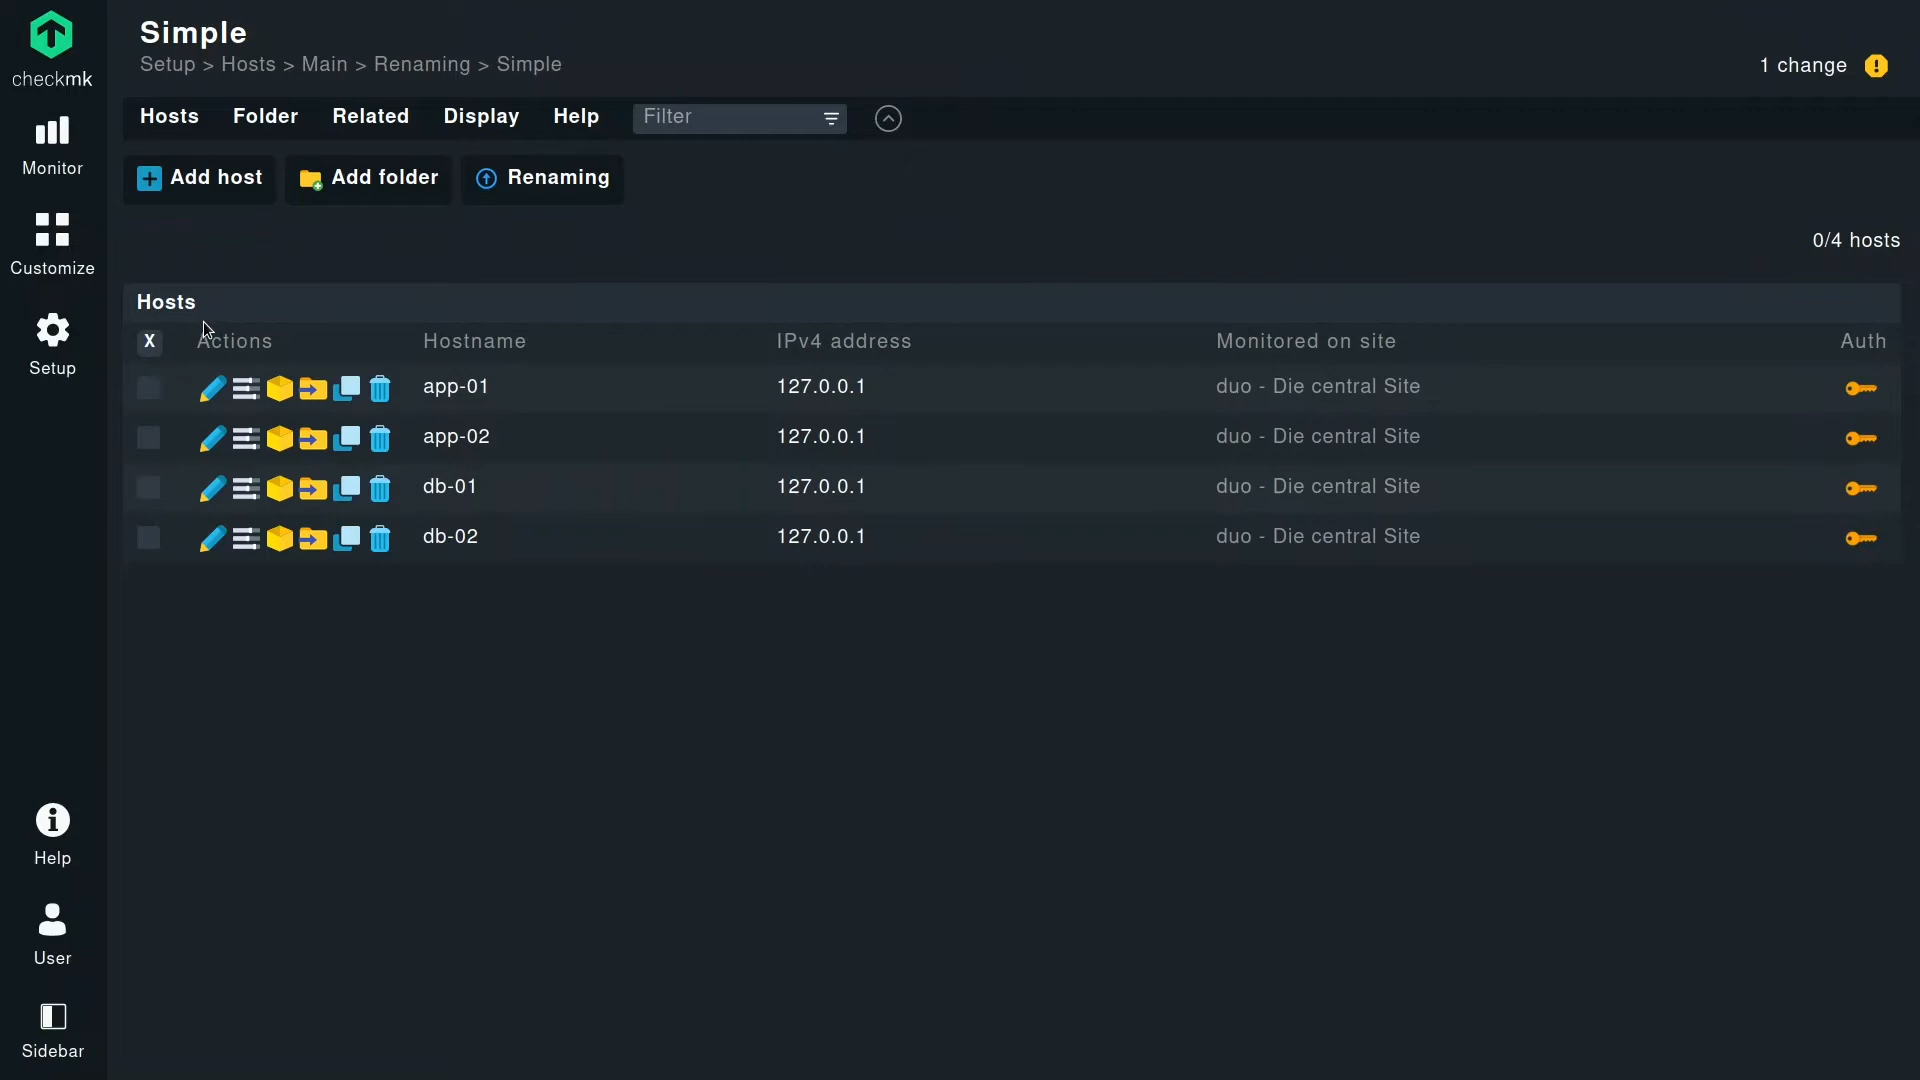 Simple
Setup > Hosts > Main > Renaming > Simple
1 change
checkmk
Hosts Folder Related Display Help Filter
Monitor
Add host Add folder Renaming
Customize
0/4 hosts
Setup
Hosts
X Actions Hostname IPv4 address Monitored on site Auth
app-01 127.0.0.1 duo - Die central Site
app-02 127.0.0.1 duo - Die central Site
db-01 127.0.0.1 duo - Die central Site
db-02 127.0.0.1 duo - Die central Site
Help
User
Sidebar